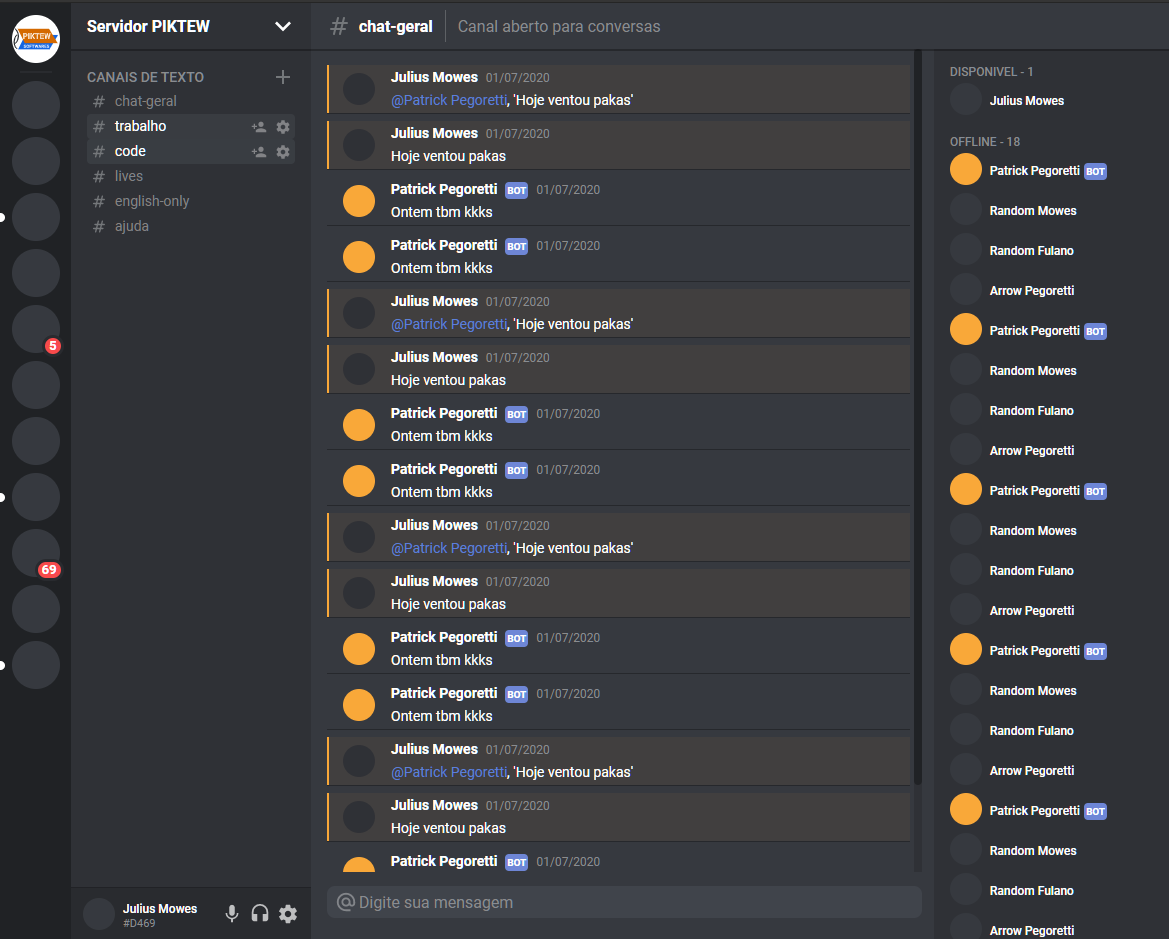 PIKTEW
SOFTWARES
5
69
Servidor PIKTEW
CANAIS DE TEXTO
# chat-geral
# trabalho
# code
# lives
# english-only
# ajuda
Julius Mowes
#D469
# chat-geral Canal aberto para conversas
Julius Mowes 01/07/2020
@Patrick Pegoretti, 'Hoje ventou pakas'
Julius Mowes 01/07/2020
Hoje ventou pakas
Patrick Pegoretti BOT 01/07/2020
Ontem tbm kkks
Patrick Pegoretti BOT 01/07/2020
Ontem tbm kkks
Julius Mowes 01/07/2020
@Patrick Pegoretti, 'Hoje ventou pakas'
Julius Mowes 01/07/2020
Hoje ventou pakas
Patrick Pegoretti BOT 01/07/2020
Ontem tbm kkks
Patrick Pegoretti BOT 01/07/2020
Ontem tbm kkks
Julius Mowes 01/07/2020
@Patrick Pegoretti, 'Hoje ventou pakas'
Julius Mowes 01/07/2020
Hoje ventou pakas
Patrick Pegoretti BOT 01/07/2020
Ontem tbm kkks
Patrick Pegoretti BOT 01/07/2020
Ontem tbm kkks
Julius Mowes 01/07/2020
@Patrick Pegoretti, 'Hoje ventou pakas'
Julius Mowes 01/07/2020
Hoje ventou pakas
Patrick Pegoretti BOT 01/07/2020
@ Digite sua mensagem
DISPONIVEL - 1
Julius Mowes
OFFLINE - 18
Patrick Pegoretti BOT
Random Mowes
Random Fulano
Arrow Pegoretti
Patrick Pegoretti BOT
Random Mowes
Random Fulano
Arrow Pegoretti
Patrick Pegoretti BOT
Random Mowes
Random Fulano
Arrow Pegoretti
Patrick Pegoretti BOT
Random Mowes
Random Fulano
Arrow Pegoretti
Patrick Pegoretti BOT
Random Mowes
Random Fulano
Arrow Pegoretti